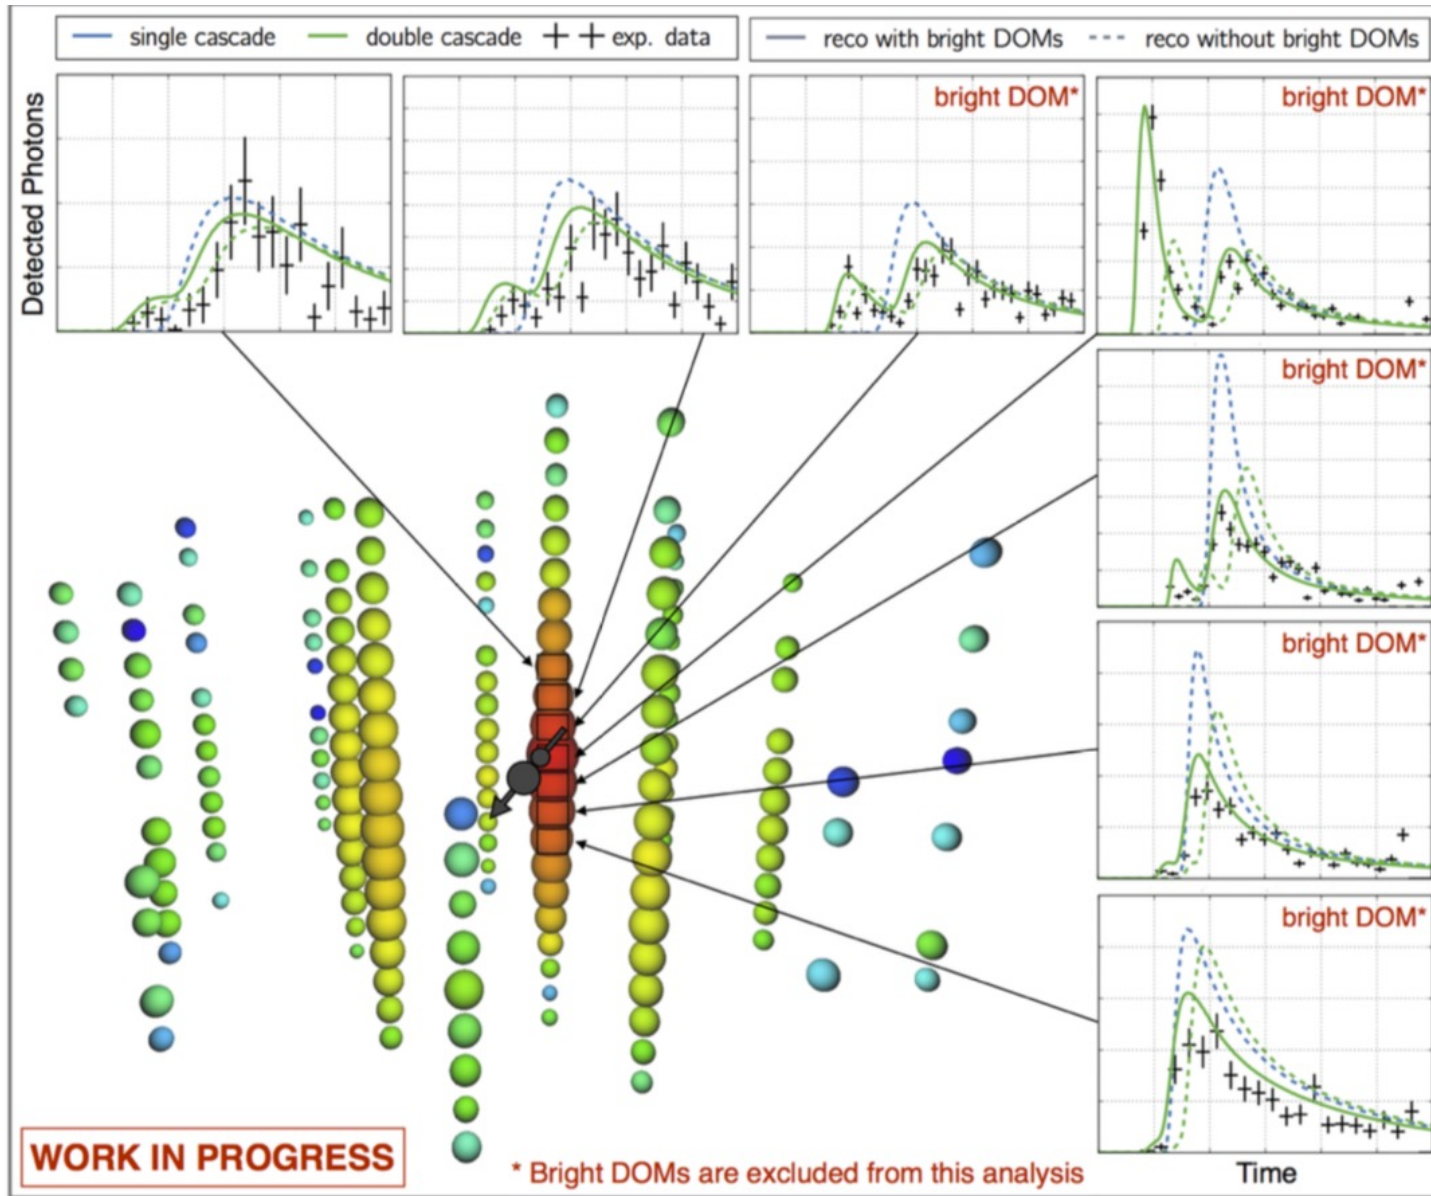 single cascade double cascade exp. data reco with bright DOMs reco without bright DOMs
Detected Photons
bright DOM*
bright DOM*
bright DOM*
bright DOM*
bright DOM*
WORK IN PROGRESS
* Bright DOMs are excluded from this analysis
Time